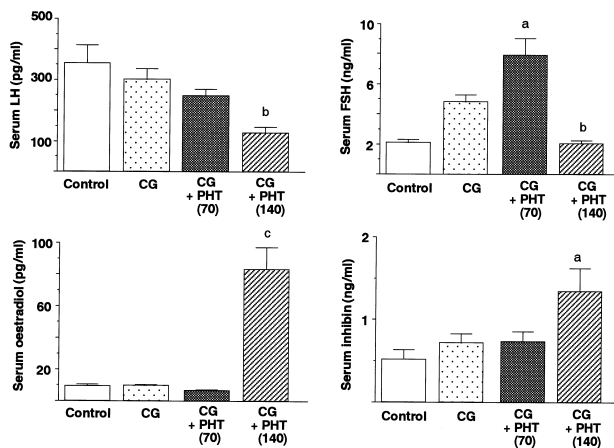 Serum LH (pg/ml)
500
300
100
b
Control CG CG CG
+ PHT + PHT
(70) (140)
Serum FSH (pg/ml)
10
6
2
a
b
Control CG CG CG
+ PHT + PHT
(70) (140)
Serum oestradiol (pg/ml)
100
60
20
c
Control CG CG CG
+ PHT + PHT
(70) (140)
Serum inhibin (ng/ml)
2
1
a
Control CG CG CG
+ PHT + PHT
(70) (140)